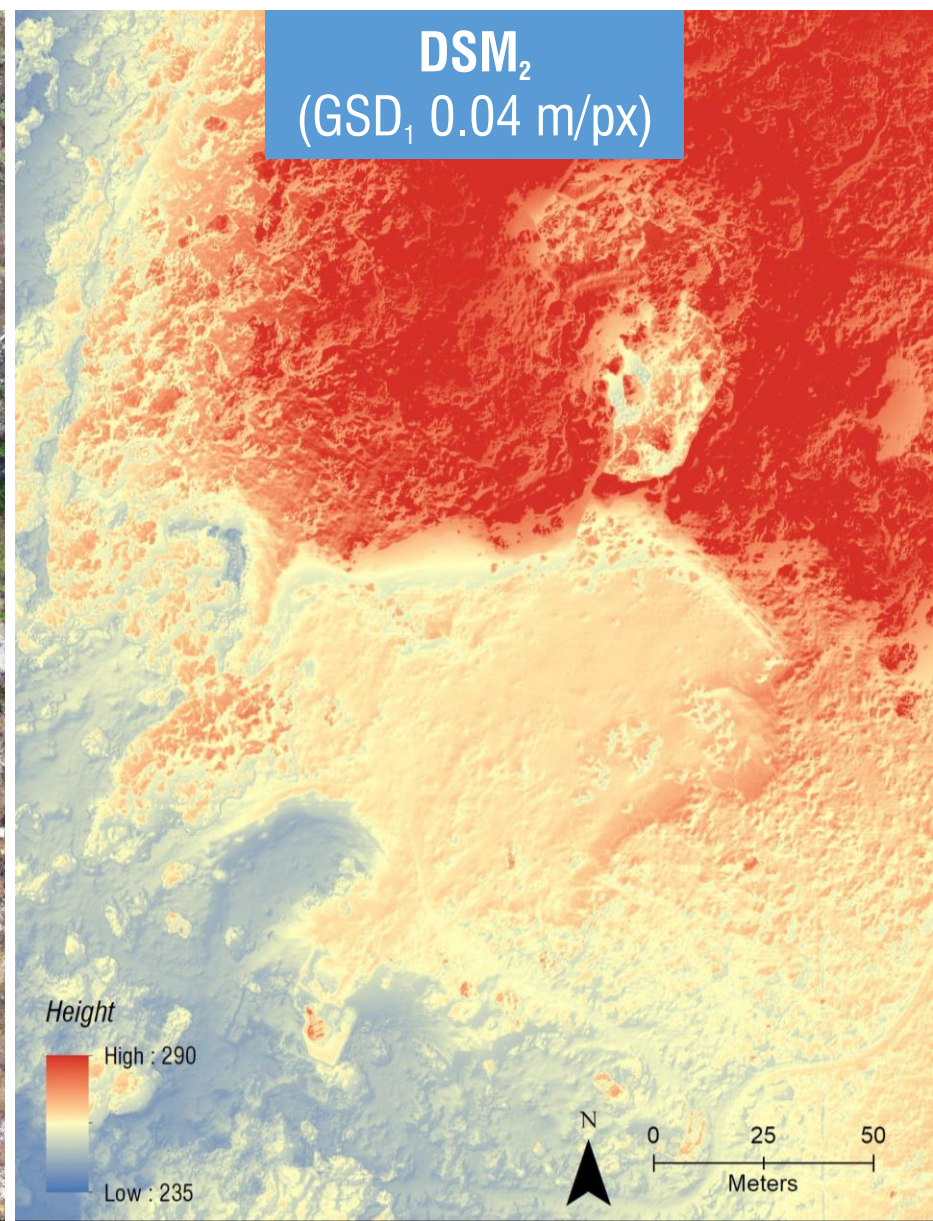 DSM₂
(GSD₁ 0.04 m/px)
Height
High : 290
Low : 235
N
0 25 50
Meters